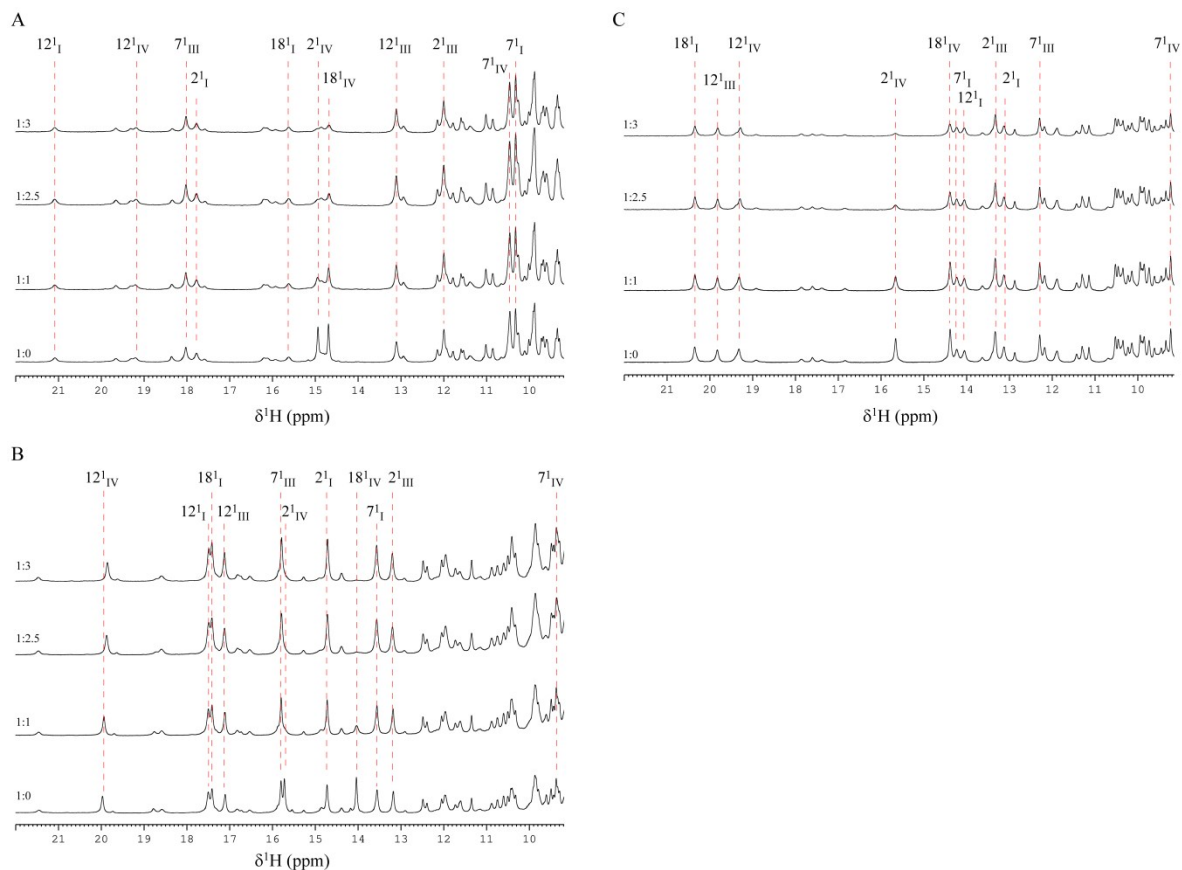 A
12¹I 12¹IV 7¹III 18¹I 2¹IV 12¹III 2¹III 7¹I
2¹I 18¹IV 7¹IV
1:3
1:2.5
1:1
1:0
21 20 19 18 17 16 15 14 13 12 11 10
δ¹H (ppm)
C
18¹I 12¹IV 18¹IV 2¹III 7¹III 7¹IV
12¹III 2¹IV 7¹I 2¹I
12¹I
1:3
1:2.5
1:1
1:0
21 20 19 18 17 16 15 14 13 12 11 10
δ¹H (ppm)
B
12¹IV 18¹I 7¹III 2¹I 18¹IV 2¹III 7¹IV
12¹I 12¹III 2¹IV 7¹I
1:3
1:2.5
1:1
1:0
21 20 19 18 17 16 15 14 13 12 11 10
δ¹H (ppm)